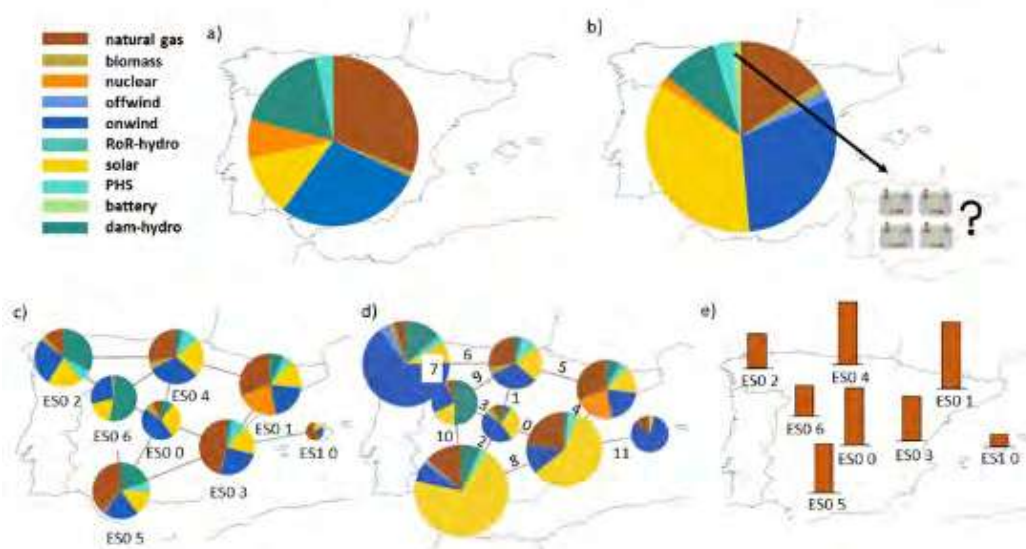 natural gas
biomass
nuclear
offwind
onwind
RoR-hydro
solar
PHS
battery
dam-hydro
a)
b)
?
c)
ES0 2
ES0 4
ES0 1
ES0 6
ES0 0
ES1 0
ES0 3
ES0 5
d)
7
6
5
9
1
3
4
0
10
2
8
11
e)
ES0 2
ES0 4
ES0 1
ES0 6
ES0 0
ES0 3
ES1 0
ES0 5